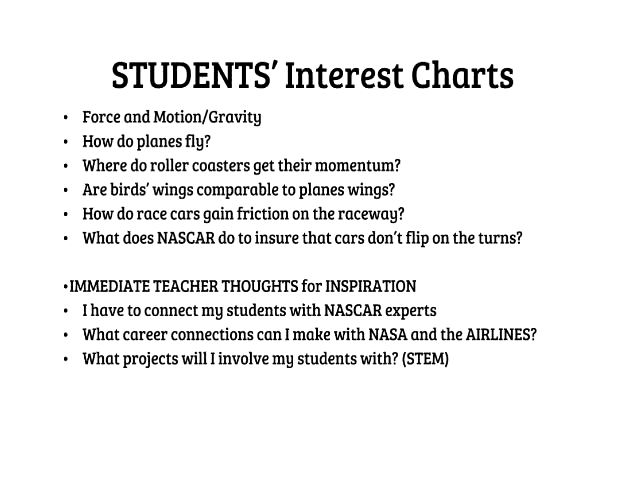 STUDENTS’ Interest Charts
• Force and Motion/Gravity
• How do planes fly?
• Where do roller coasters get their momentum?
• Are birds’ wings comparable to planes wings?
• How do race cars gain friction on the raceway?
• What does NASCAR do to insure that cars don’t flip on the turns?
•IMMEDIATE TEACHER THOUGHTS for INSPIRATION
• I have to connect my students with NASCAR experts
• What career connections can I make with NASA and the AIRLINES?
• What projects will I involve my students with? (STEM)